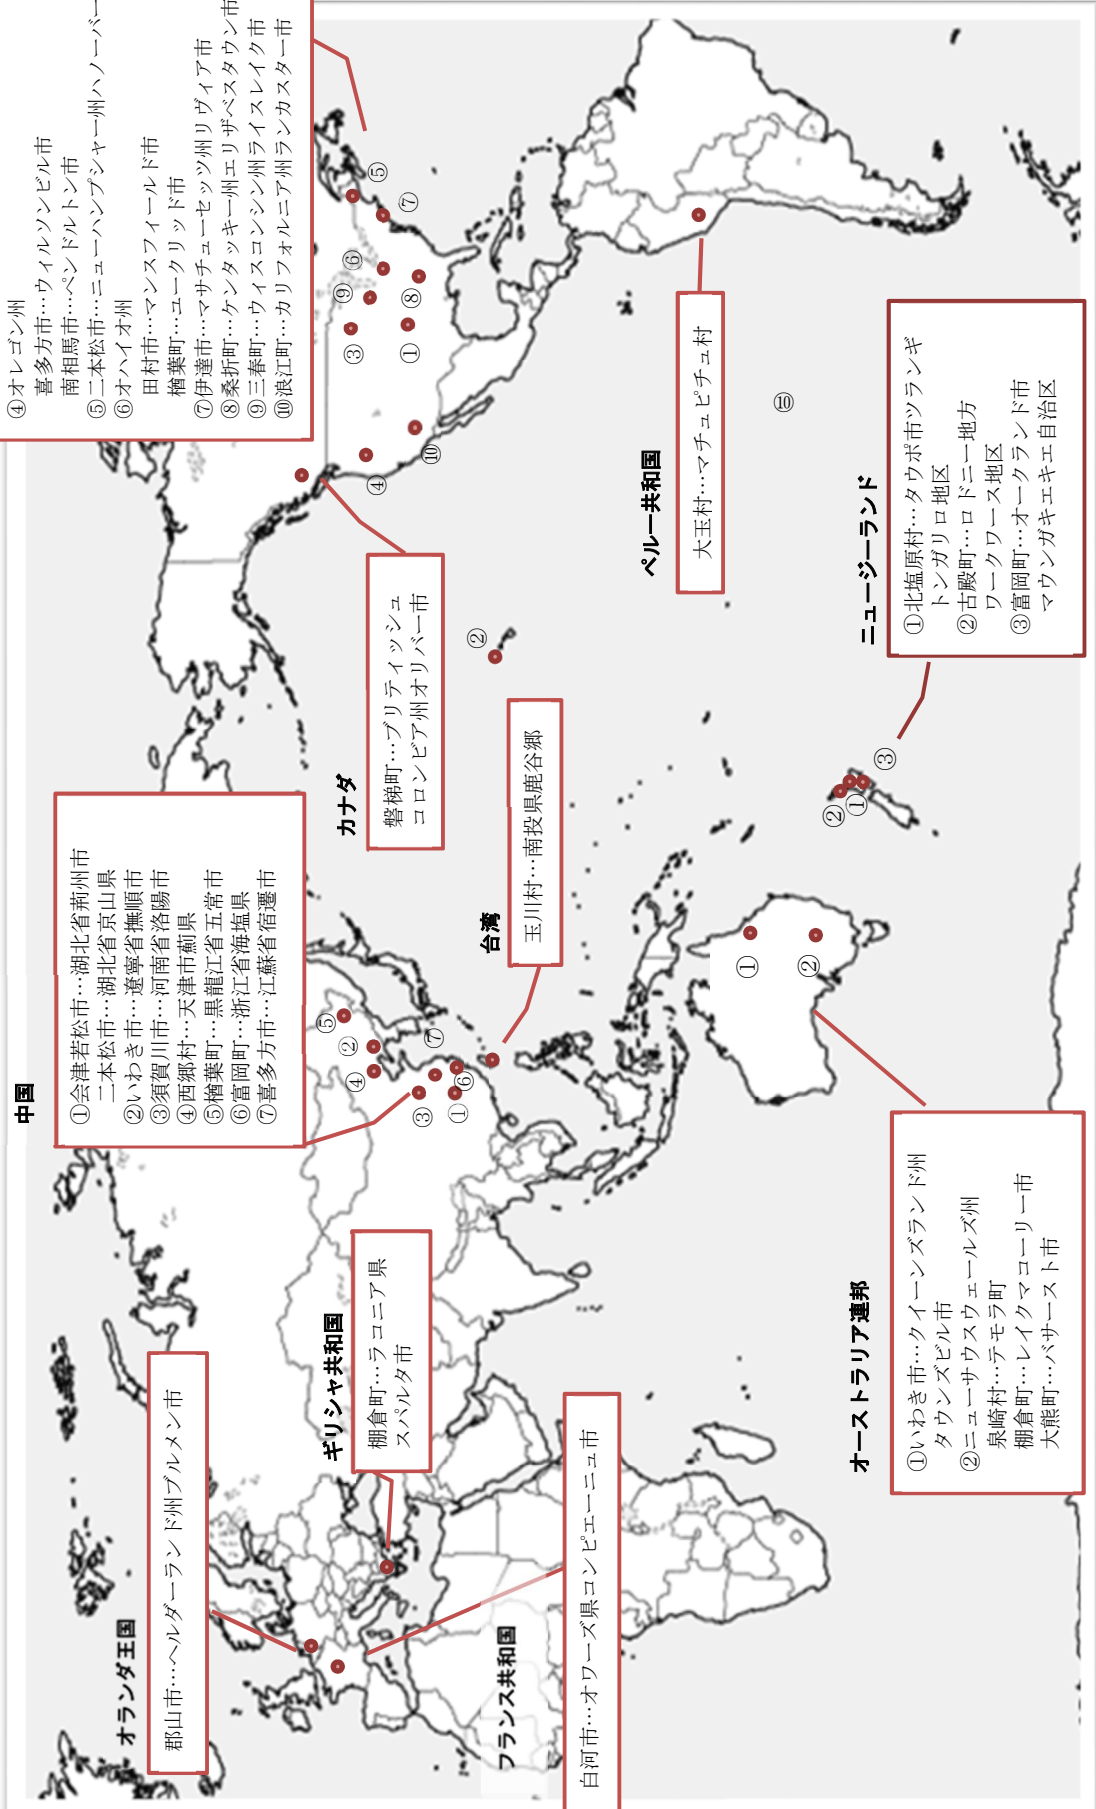 中国
①会津若松市…湖北省荊州市
二本松市…湖北省京山県
②いわき市…遼寧省撫順市
③須賀川市…河南省洛陽市
④西郷村…天津市薊県
⑤楢葉町…黒龍江省五常市
⑥富岡町…浙江省海塩県
⑦喜多方市…江蘇省宿遷市
④オレゴン州
喜多方市…ウィルソンビル市
南相馬市…ペンドルトン市
⑤二本松市…ニューハンプシャー州ハノーバー
⑥オハイオ州
田村市…マンスフィールド市
楢葉町…ユークリッド市
⑦伊達市…マサチューセッツ州リヴィア市
⑧桑折町…ケンタッキー州エリザベスタウン市
⑨三春町…ウィスコンシン州ライスレイク市
⑩浪江町…カリフォルニア州ランカスター市
オランダ王国
郡山市…ヘルダーランド州ブルメン市
ギリシャ共和国
棚倉町…ラコニア県
スパルタ市
カナダ
磐梯町…ブリティッシュ
コロンビア州オリバー市
台湾
玉川村…南投県鹿谷郷
フランス共和国
白河市…オワーズ県コンピエーニュ市
ペルー共和国
大玉村…マチュピチュ村
オーストラリア連邦
①いわき市…クイーンズランド州
タウンズビル市
②ニューサウスウェールズ州
泉崎村…テモラ町
棚倉町…レイクマコーリー市
大熊町…バサースト市
ニュージーランド
①北塩原村…タウポ市ツランギ
トンガリロ地区
②古殿町…ロドニー地方
ワークワース地区
③富岡町…オークランド市
マウンガキエキエ自治区
⑤
②
④
⑦
③
①
⑥
⑤
⑦
⑥
⑨
⑧
③
①
④
⑩
②
⑩
①
②
②
①
③